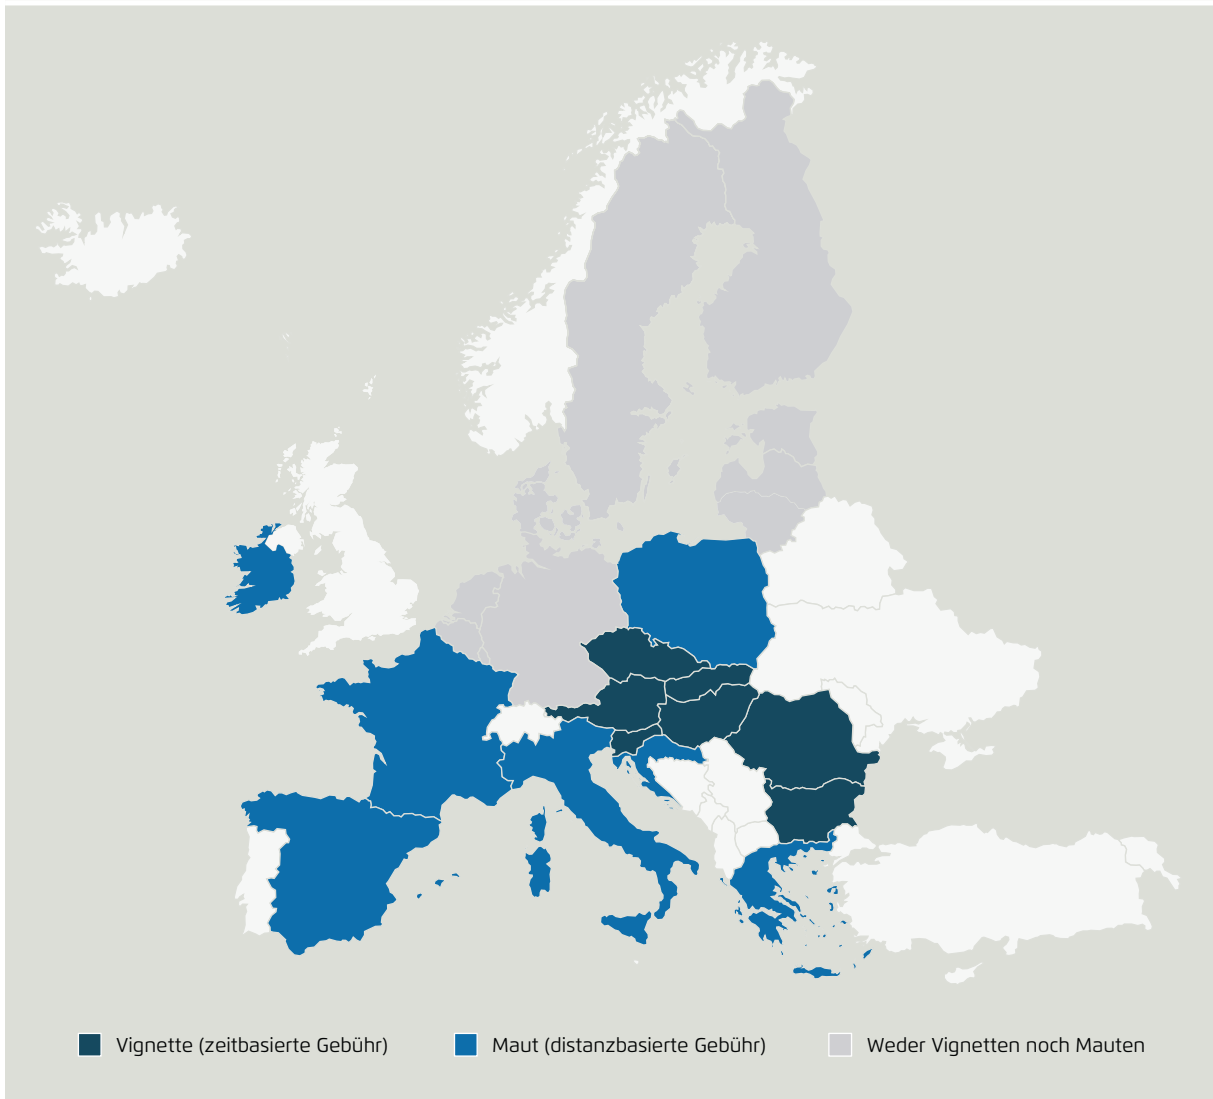 Vignette (zeitbasierte Gebühr)
Maut (distanzbasierte Gebühr)
Weder Vignetten noch Mauten